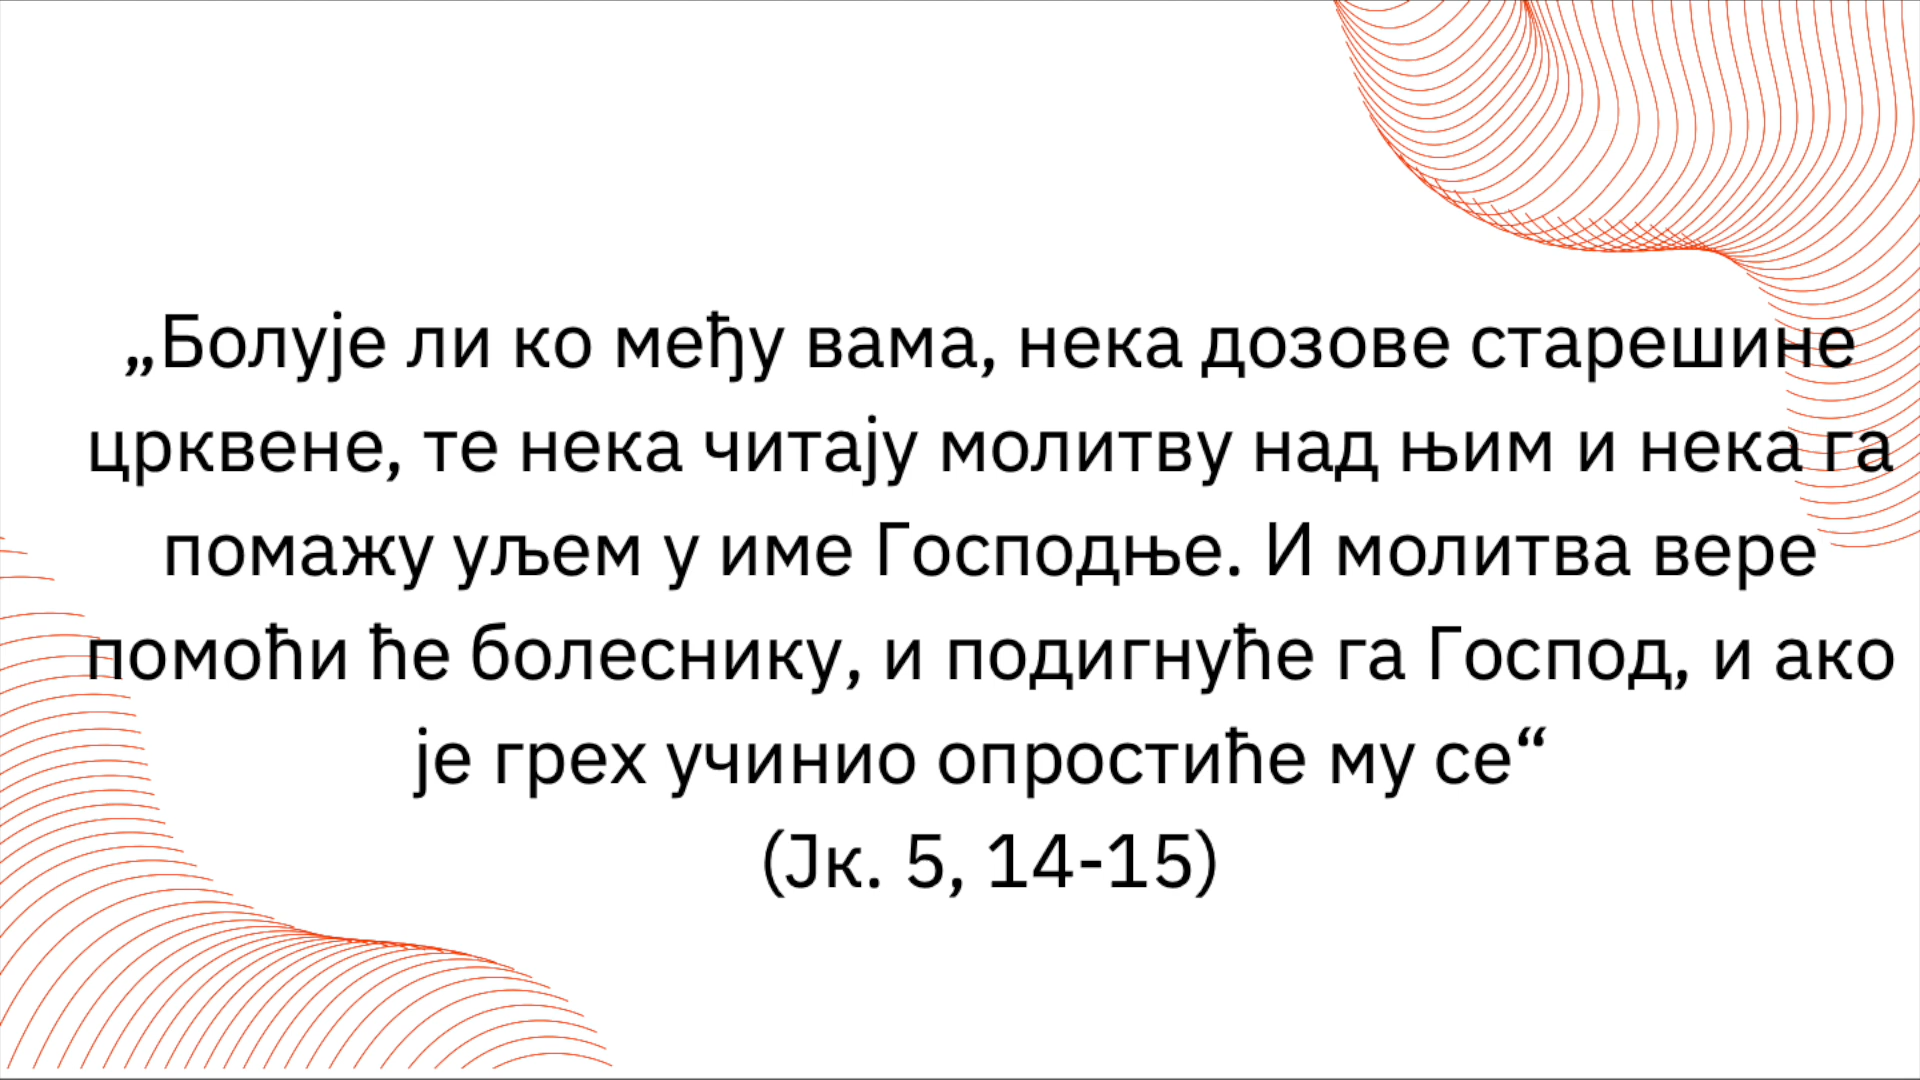 „Болује ли ко међу вама, нека дозове старешине
црквене, те нека читају молитву над њим и нека га
помажу уљем у име Господње. И молитва вере
помоћи ће болеснику, и подигнуће га Господ, и ако
је грех учинио опростиће му се“
(Јк. 5, 14-15)